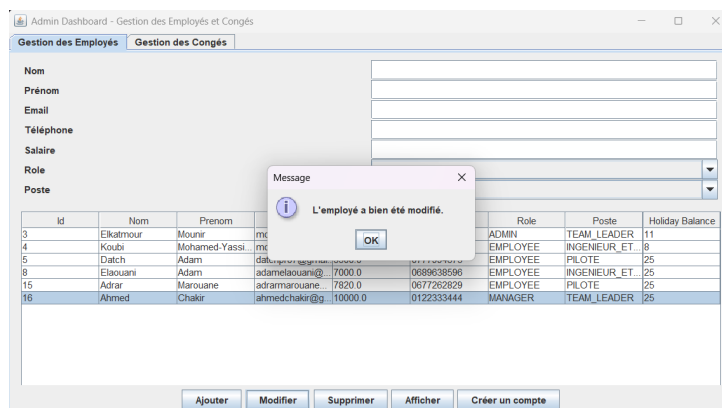 Admin Dashboard - Gestion des Employés et Congés
Gestion des Employés Gestion des Congés
Nom
Prénom
Email
Téléphone
Salaire
Role
Poste
Message
L'employé a bien été modifié.
OK
Id Nom Prenom Role Poste Holiday Balance
3 Elkatmour Mounir ADMIN TEAM_LEADER 11
4 Koubi Mohamed-Yassi... EMPLOYEE INGENIEUR_ET... 8
5 Datch Adam EMPLOYEE PILOTE 25
8 Elaouani Adam adamelaouani@... 7000.0 0689638596 EMPLOYEE INGENIEUR_ET... 25
15 Adrar Marouane adrarmarouane... 7820.0 0677262829 EMPLOYEE PILOTE 25
16 Ahmed Chakir ahmedchakir@g... 10000.0 0122333444 MANAGER TEAM_LEADER 25
Ajouter Modifier Supprimer Afficher Créer un compte